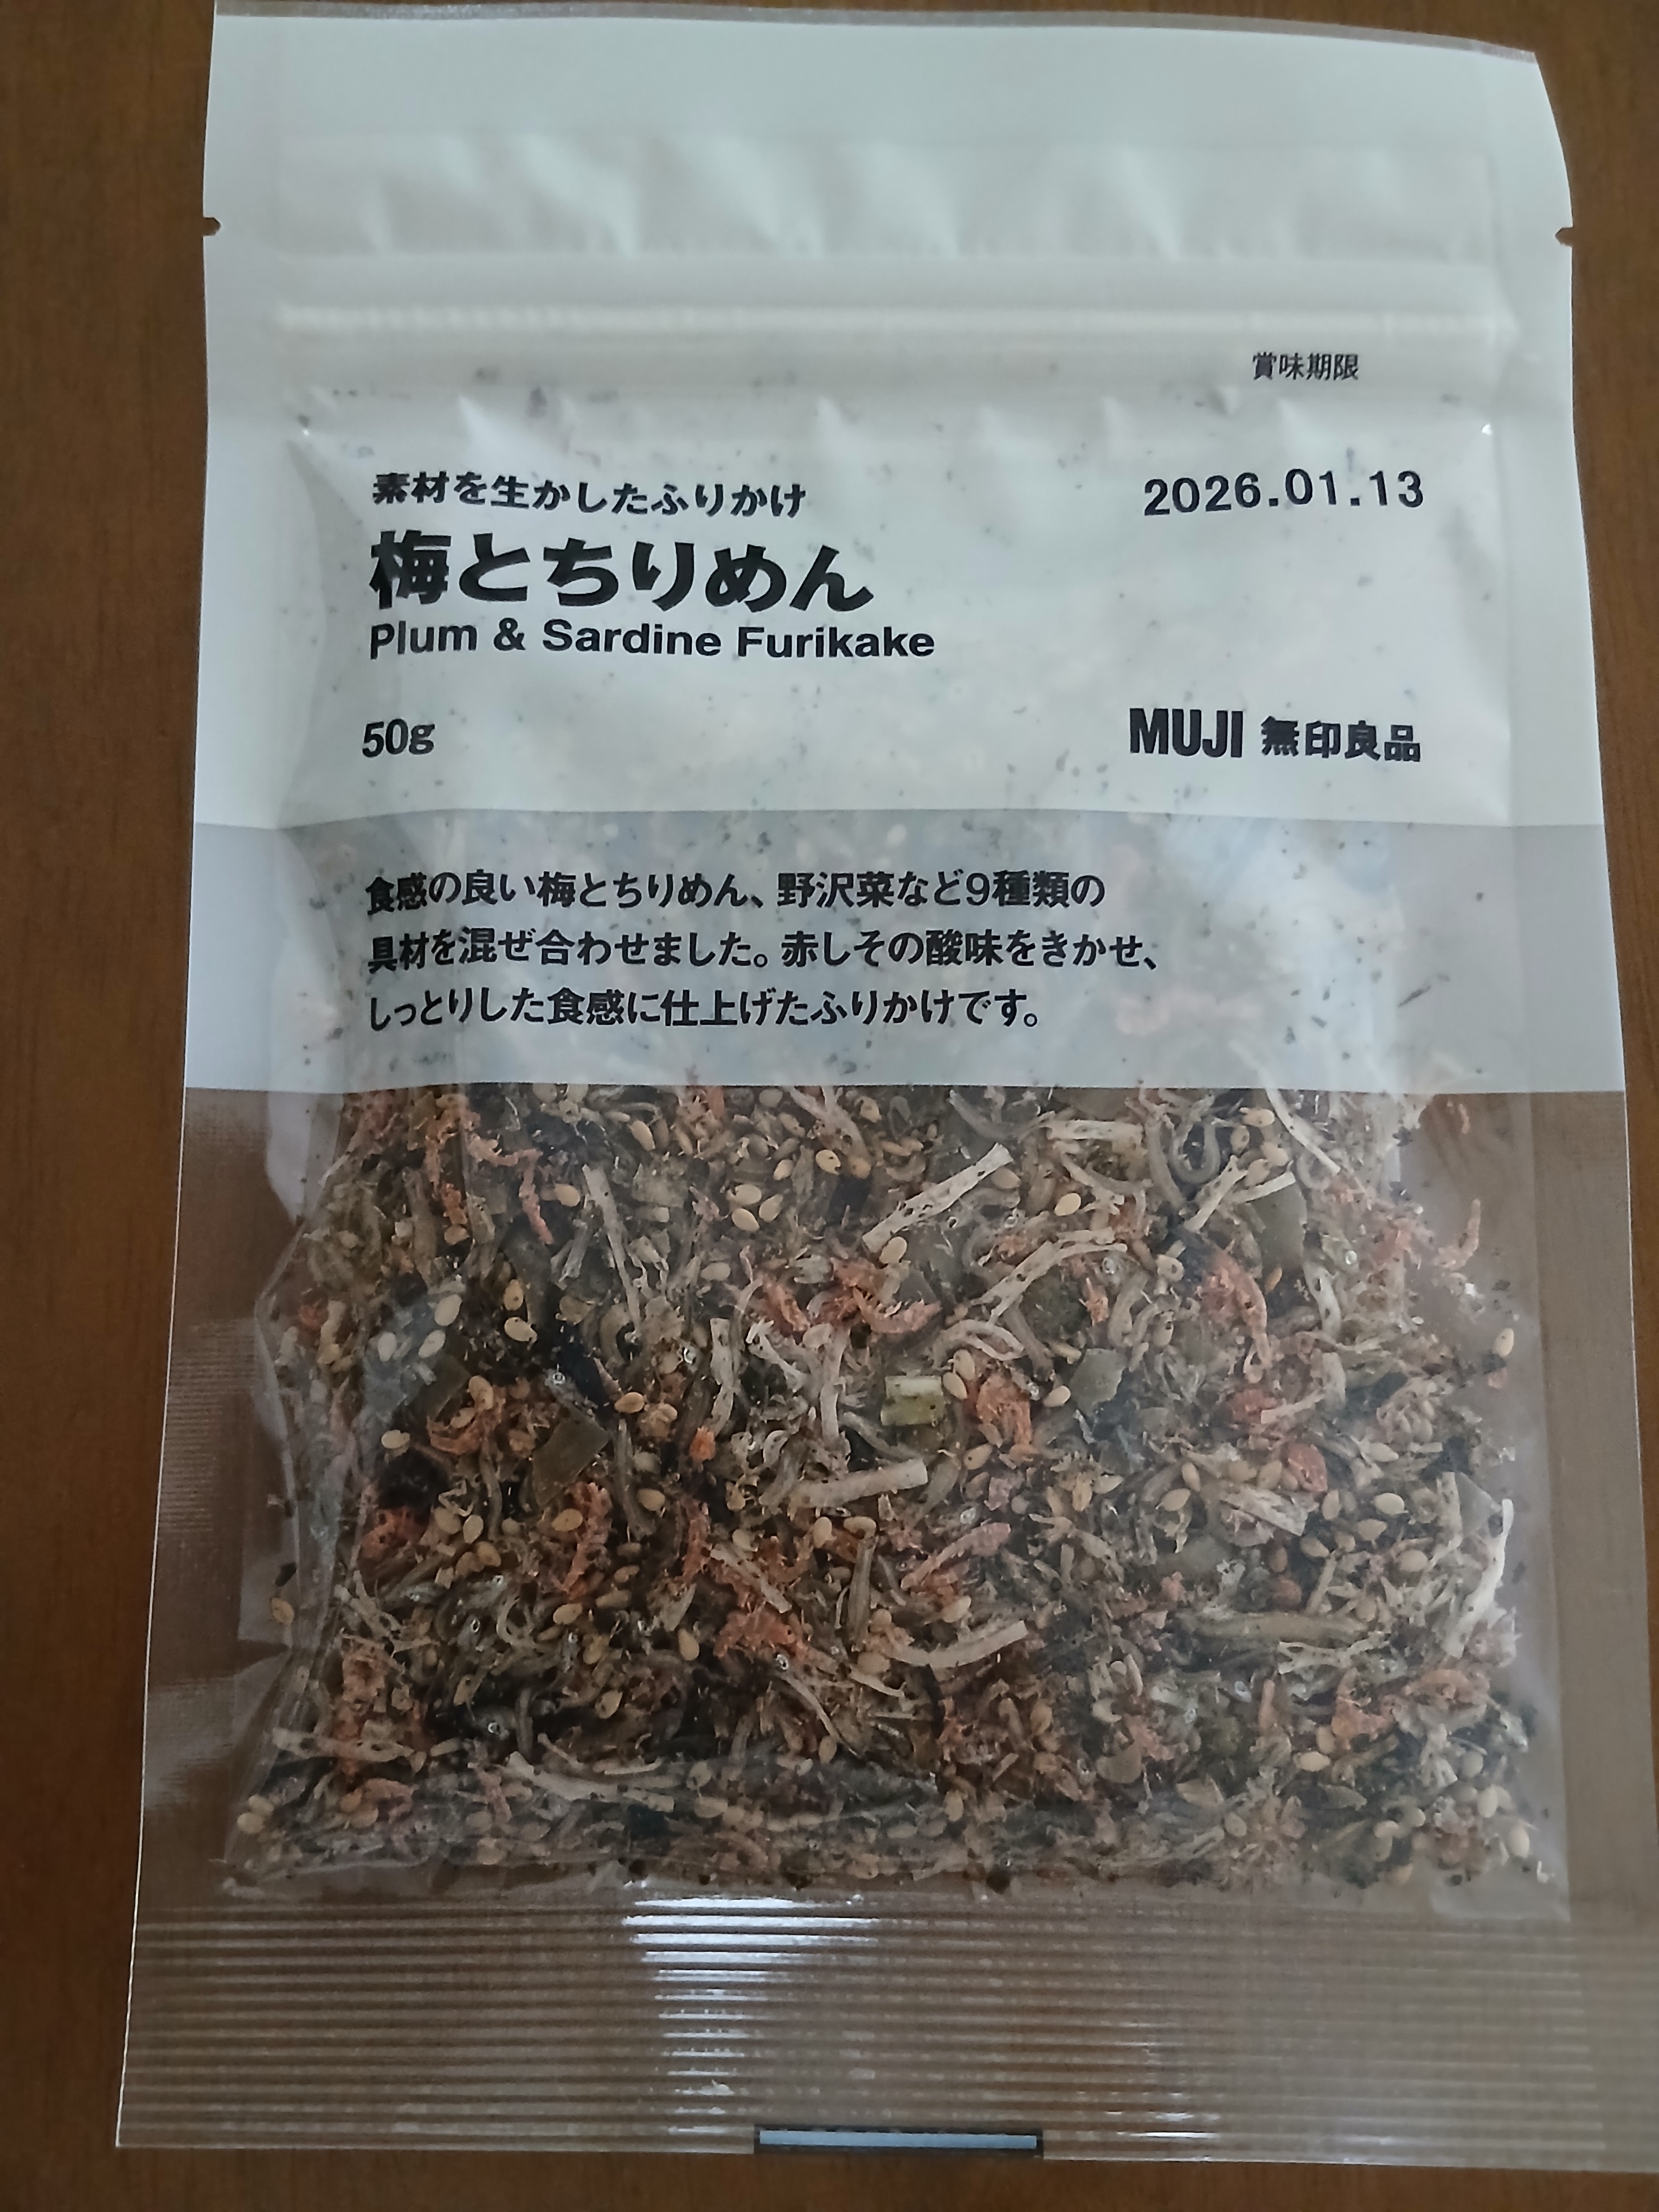 賞味期限
素材を生かしたふりかけ
2026.01.13
梅とちりめん
Plum & Sardine Furikake
50g
MUJI 無印良品
食感の良い梅とちりめん、野沢菜など9種類の
具材を混ぜ合わせました。赤しその酸味をきかせ、
しっとりした食感に仕上げたふりかけです。